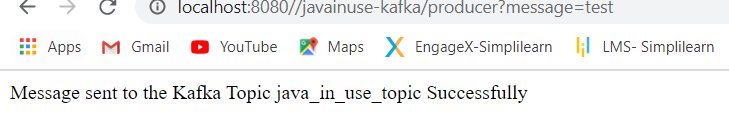 localhost:8080//javainuse-kafka/producer?message=test
Apps Gmail YouTube Maps EngageX-Simplilearn LMS- Simplilearn
Message sent to the Kafka Topic java_in_use_topic Successfully